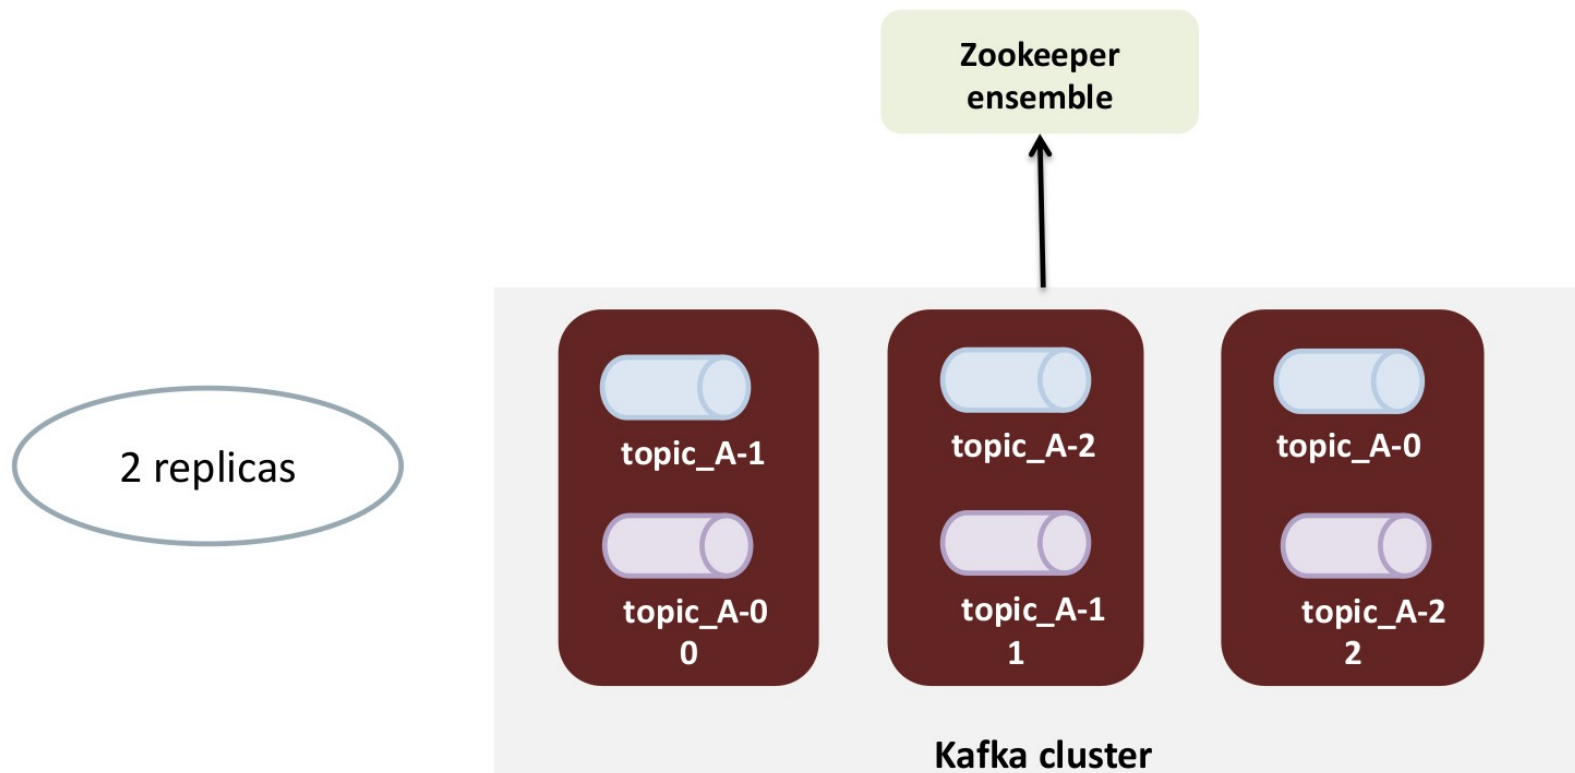 Zookeeper
ensemble
2 replicas
topic_A-1
topic_A-0
0
topic_A-2
topic_A-1
1
topic_A-0
topic_A-2
2
Kafka cluster